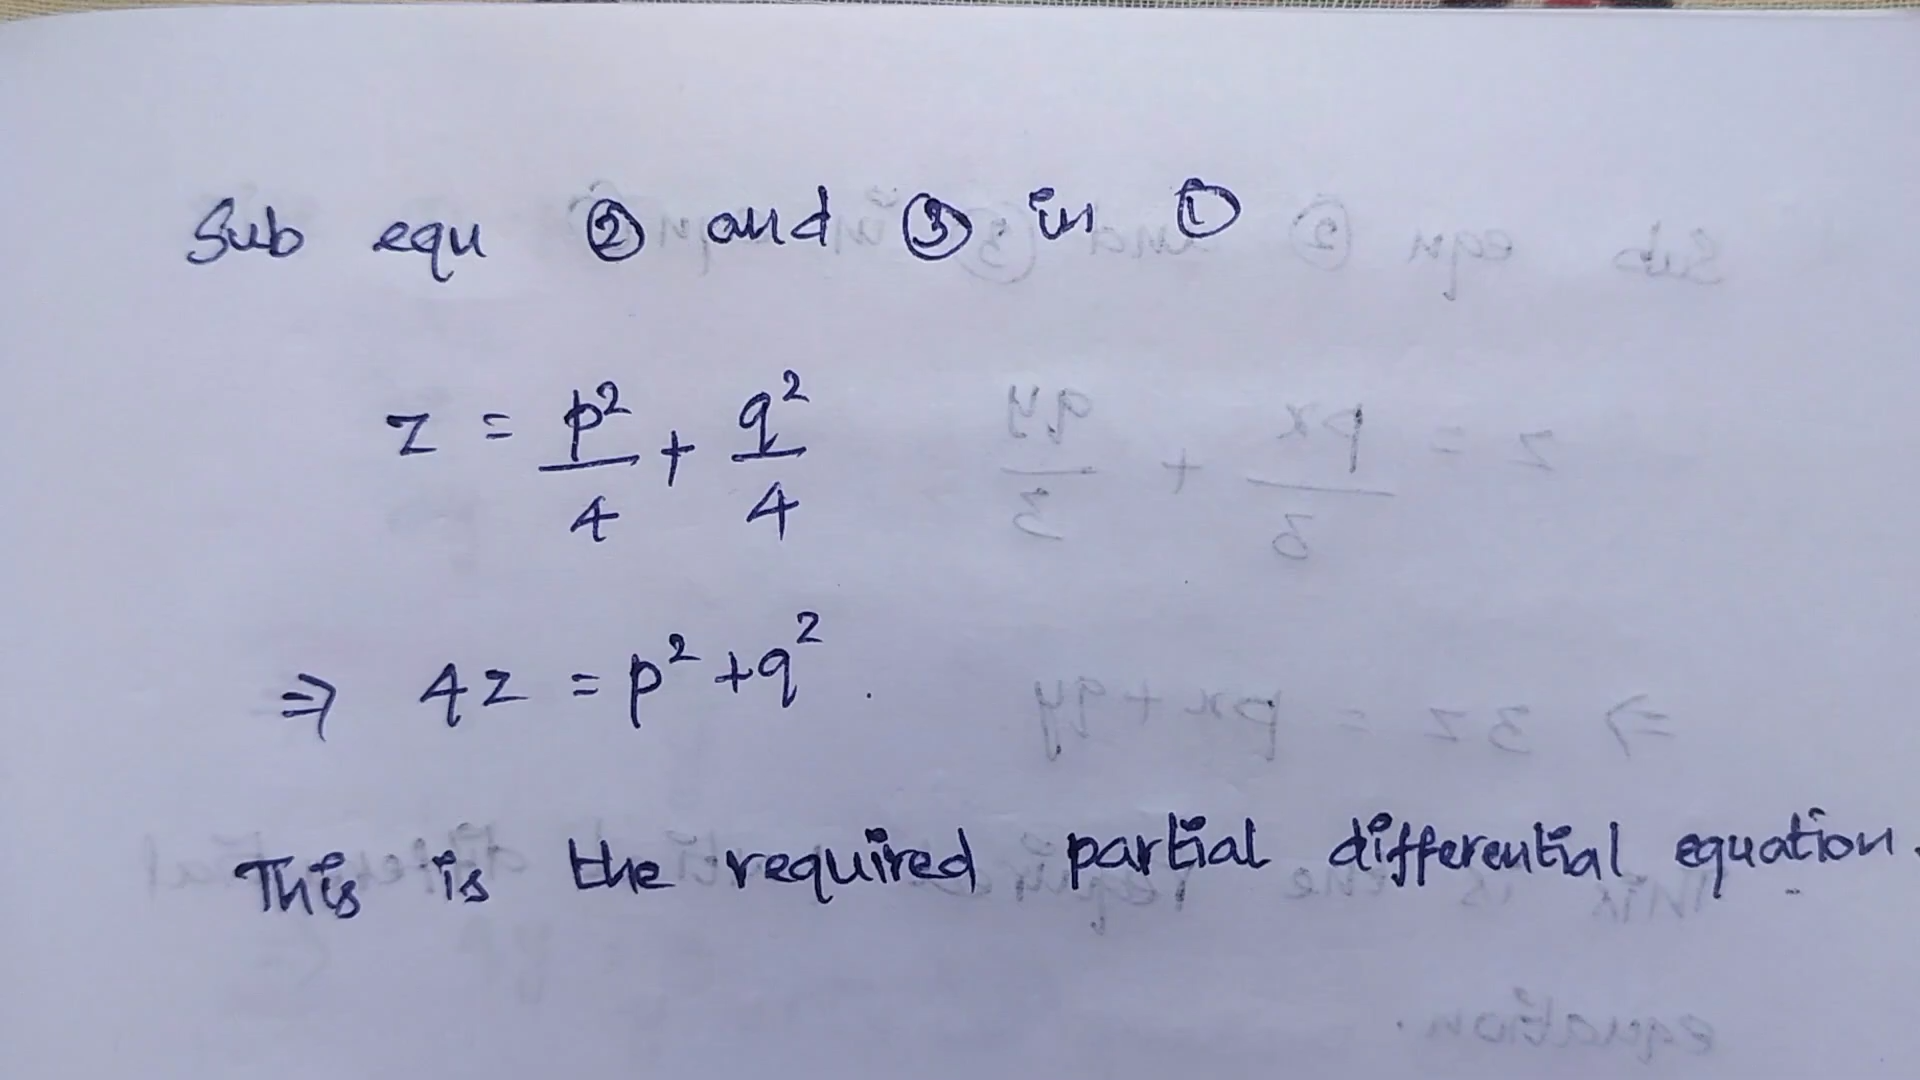 Sub equ ② and ③ in ①
z = p²/4 + q²/4
⇒ 4z = p² + q².
This is the required partial differential equation.